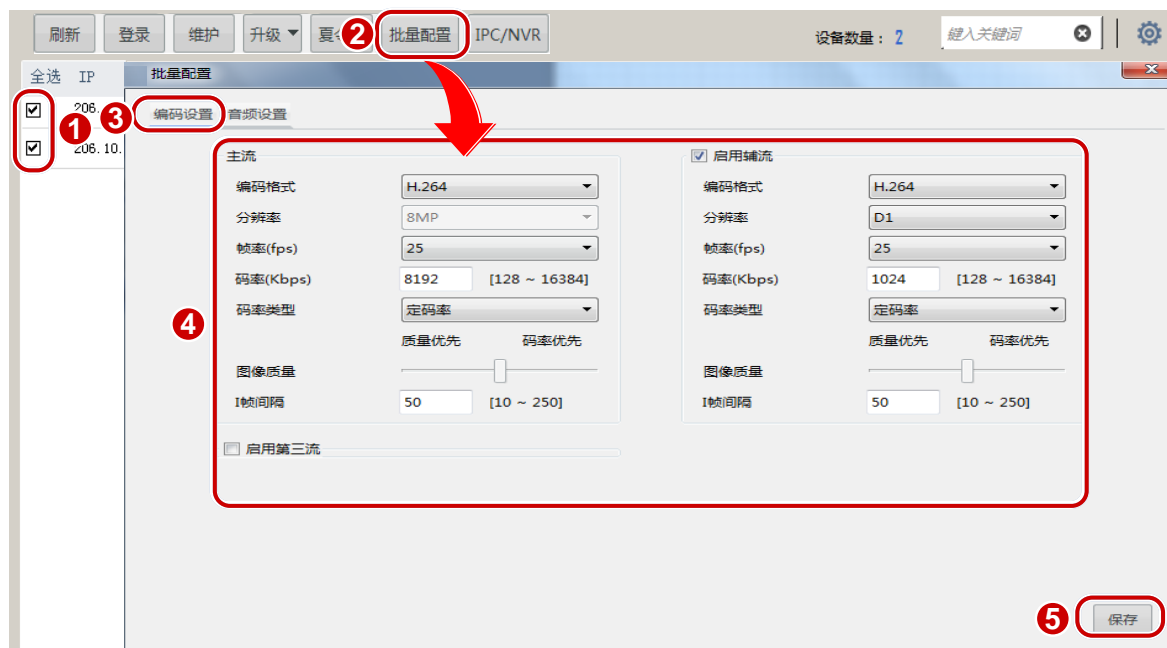 刷新 登录 维护 升级 夏 2 批量配置 IPC/NVR 设备数量： 2 键入关键词
全选 IP 批量配置
1 206. 3 编码设置 音频设置
206.10.
主流 启用辅流
编码格式 H.264 编码格式 H.264
分辨率 8MP 分辨率 D1
帧率(fps) 25 帧率(fps) 25
码率(Kbps) 8192 [128 ~ 16384] 码率(Kbps) 1024 [128 ~ 16384]
4 码率类型 定码率 码率类型 定码率
质量优先 码率优先 质量优先 码率优先
图像质量 图像质量
I帧间隔 50 [10 ~ 250] I帧间隔 50 [10 ~ 250]
启用第三流
5 保存